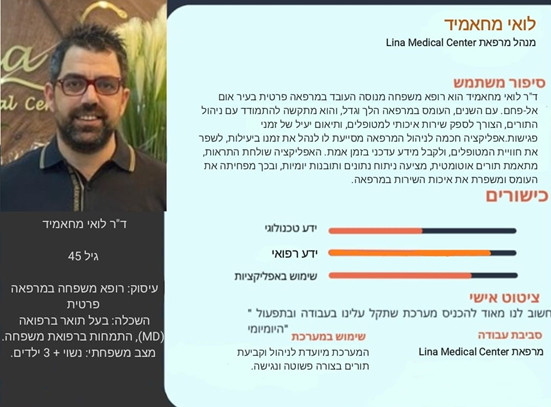 לואי מחאמיד
מנהל מרפאת Lina Medical Center
סיפור משתמש
ד"ר לואי מחאמיד הוא רופא משפחה מנוסה העובד במרפאה פרטית בעיר אום
אל-פחם. עם השנים, העומס במרפאה הלך וגדל, והוא מתקשה להתמודד עם ניהול
התורים, הצורך לספק שירות איכותי למטופלים, ותיאום יעיל של זמני
פגישות.אפליקציה חכמה לניהול המרפאה מסייעת לו לנהל את זמנו ביעילות, לשפר
את חוויית המטופלים, ולקבל מידע עדכני בזמן אמת. האפליקציה שולחת התראות,
מתאמת תורים אוטומטית, מציעה ניתוח נתונים ותובנות יומיות, ובכך מפחיתה את
העומס ומשפרת את איכות השירות במרפאה.
כישורים
ידע טכנולוגי
ידע רפואי
שימוש באפליקציות
ציטוט אישי
חשוב לנו מאוד להכניס מערכת שתקל עלינו בעבודה ובתפעול "
היומיומי"
סביבת עבודה
מרפאת Lina Medical Center
שימוש במערכת
המערכת מיועדת לניהול וקביעת
תורים בצורה פשוטה ונגישה.
ד"ר לואי מחאמיד
גיל 45
עיסוק: רופא משפחה במרפאה
פרטית
השכלה: בעל תואר ברפואה
(MD), התמחות ברפואת משפחה.
מצב משפחתי: נשוי + 3 ילדים.